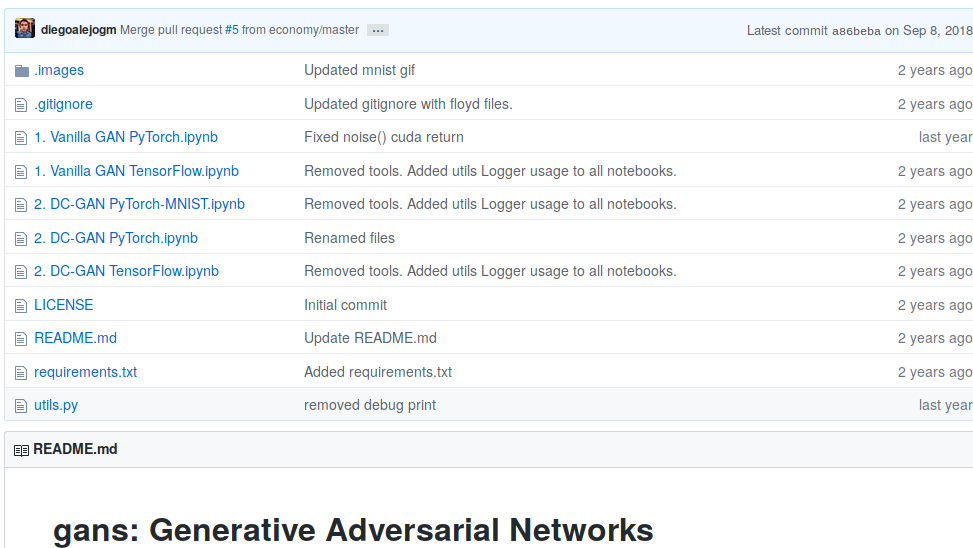 diegoalejogm Merge pull request #5 from economy/master ... Latest commit a86beba on Sep 8, 2018
.images Updated mnist gif 2 years ago
.gitignore Updated gitignore with floyd files. 2 years ago
1. Vanilla GAN PyTorch.ipynb Fixed noise() cuda return last year
1. Vanilla GAN TensorFlow.ipynb Removed tools. Added utils Logger usage to all notebooks. 2 years ago
2. DC-GAN PyTorch-MNIST.ipynb Removed tools. Added utils Logger usage to all notebooks. 2 years ago
2. DC-GAN PyTorch.ipynb Renamed files 2 years ago
2. DC-GAN TensorFlow.ipynb Removed tools. Added utils Logger usage to all notebooks. 2 years ago
LICENSE Initial commit 2 years ago
README.md Update README.md 2 years ago
requirements.txt Added requirements.txt 2 years ago
utils.py removed debug print last year
README.md
gans: Generative Adversarial Networks